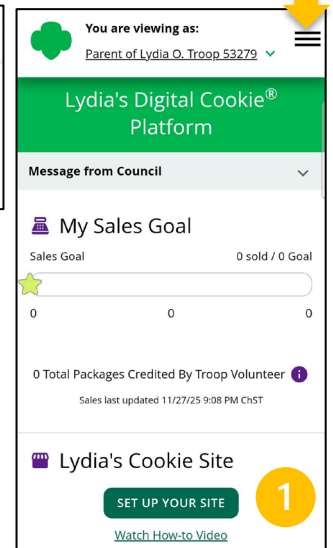 You are viewing as:
Parent of Lydia O. Troop 53279
Lydia's Digital Cookie®
Platform
Message from Council
My Sales Goal
Sales Goal 0 sold / 0 Goal
0 0 0
0 Total Packages Credited By Troop Volunteer i
Sales last updated 11/27/25 9:08 PM ChST
Lydia's Cookie Site
SET UP YOUR SITE 1
Watch How-to Video